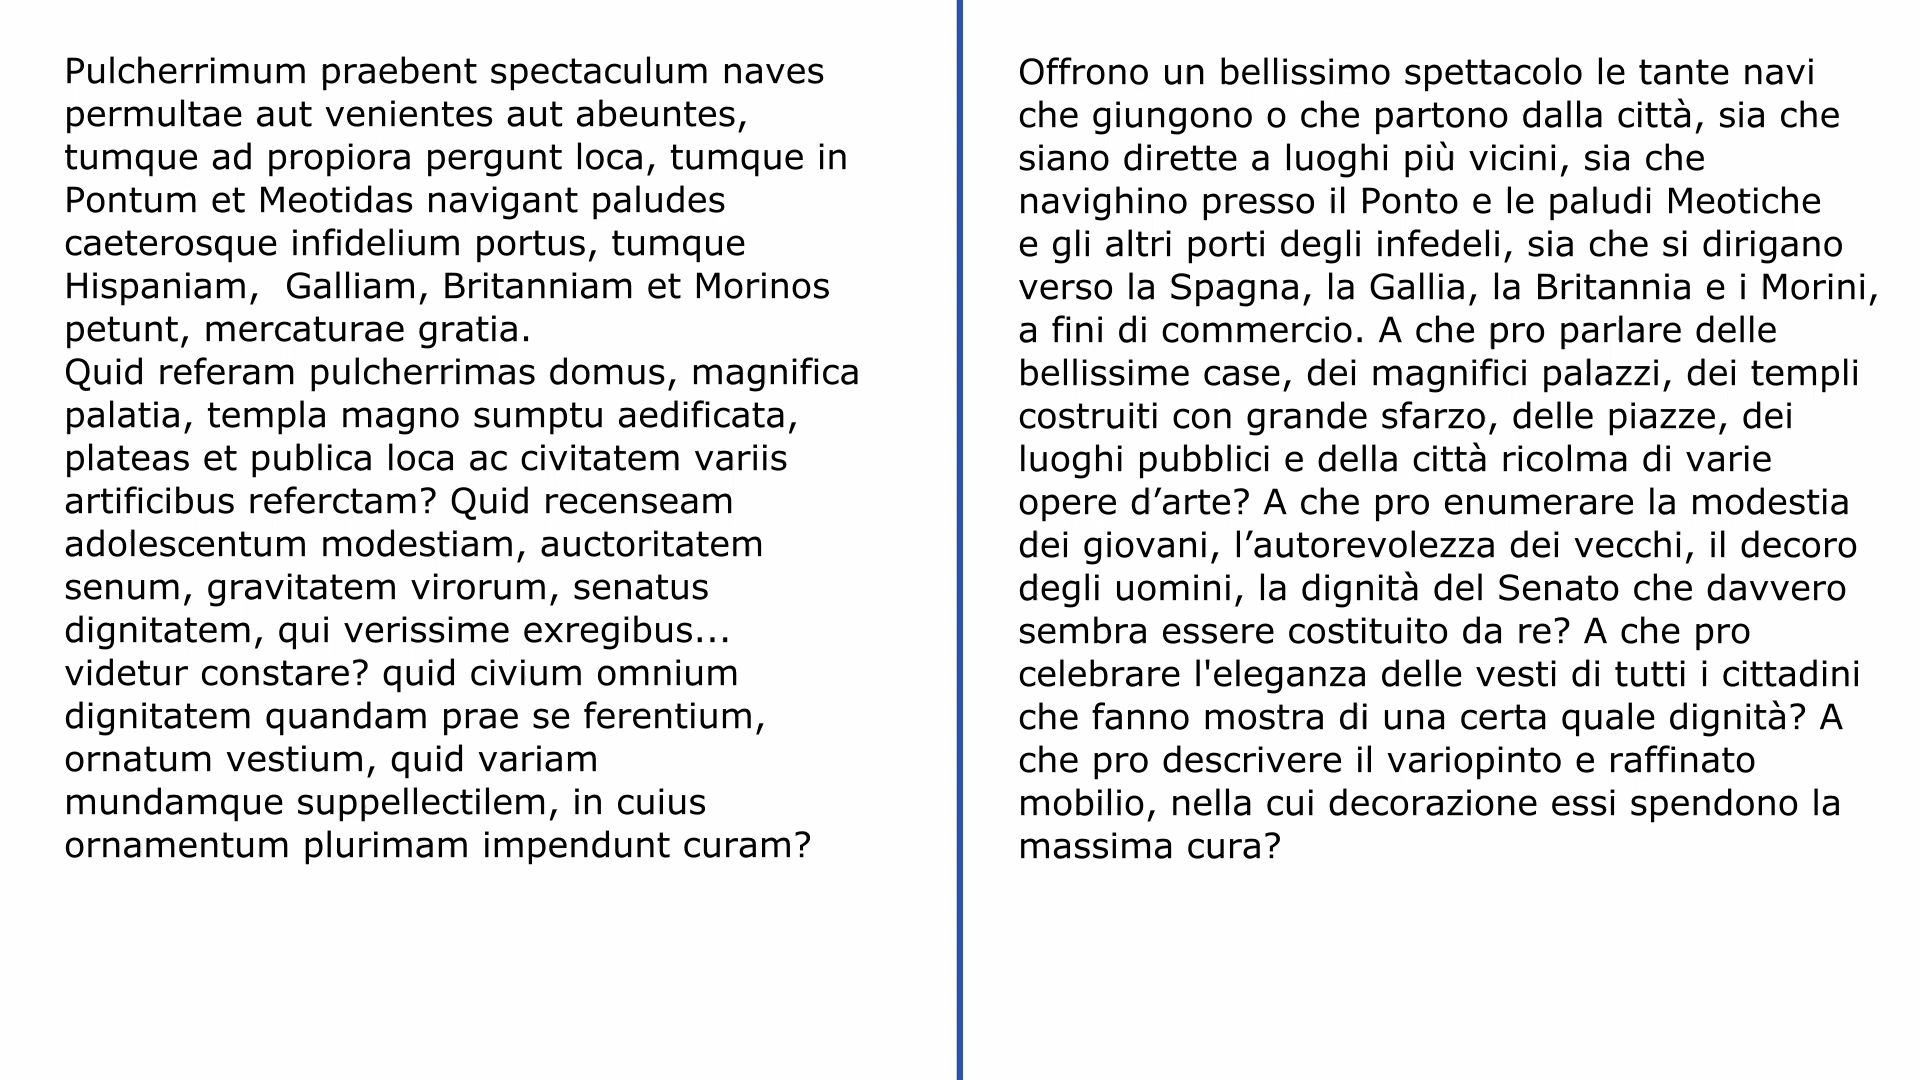 Pulcherrimum praebent spectaculum naves
permultae aut venientes aut abeuntes,
tumque ad propiora pergunt loca, tumque in
Pontum et Meotidas navigant paludes
caeterosque infidelium portus, tumque
Hispaniam,  Galliam, Britanniam et Morinos
petunt, mercaturae gratia.
Quid referam pulcherrimas domus, magnifica
palatia, templa magno sumptu aedificata,
plateas et publica loca ac civitatem variis
artificibus referctam? Quid recenseam
adolescentum modestiam, auctoritatem
senum, gravitatem virorum, senatus
dignitatem, qui verissime exregibus…
videtur constare? quid civium omnium
dignitatem quandam prae se ferentium,
ornatum vestium, quid variam
mundamque suppellectilem, in cuius
ornamentum plurimam impendunt curam?
Offrono un bellissimo spettacolo le tante navi
che giungono o che partono dalla città, sia che
siano dirette a luoghi più vicini, sia che
navighino presso il Ponto e le paludi Meotiche
e gli altri porti degli infedeli, sia che si dirigano
verso la Spagna, la Gallia, la Britannia e i Morini,
a fini di commercio. A che pro parlare delle
bellissime case, dei magnifici palazzi, dei templi
costruiti con grande sfarzo, delle piazze, dei
luoghi pubblici e della città ricolma di varie
opere d’arte? A che pro enumerare la modestia
dei giovani, l’autorevolezza dei vecchi, il decoro
degli uomini, la dignità del Senato che davvero
sembra essere costituito da re? A che pro
celebrare l'eleganza delle vesti di tutti i cittadini
che fanno mostra di una certa quale dignità? A
che pro descrivere il variopinto e raffinato
mobilio, nella cui decorazione essi spendono la
massima cura?